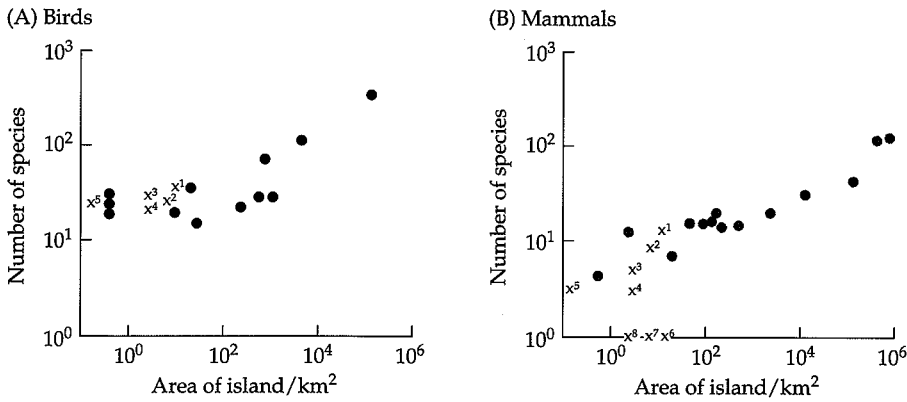 (A) Birds
10³
10²
10¹
10⁰
Number of species
x¹
x²
x³
x⁴
x⁵
10⁰ 10² 10⁴ 10⁶
Area of island/km²
(B) Mammals
10³
10²
10¹
10⁰
Number of species
x¹
x²
x³
x⁴
x⁵
x⁸-x⁷x⁶
10⁰ 10² 10⁴ 10⁶
Area of island/km²